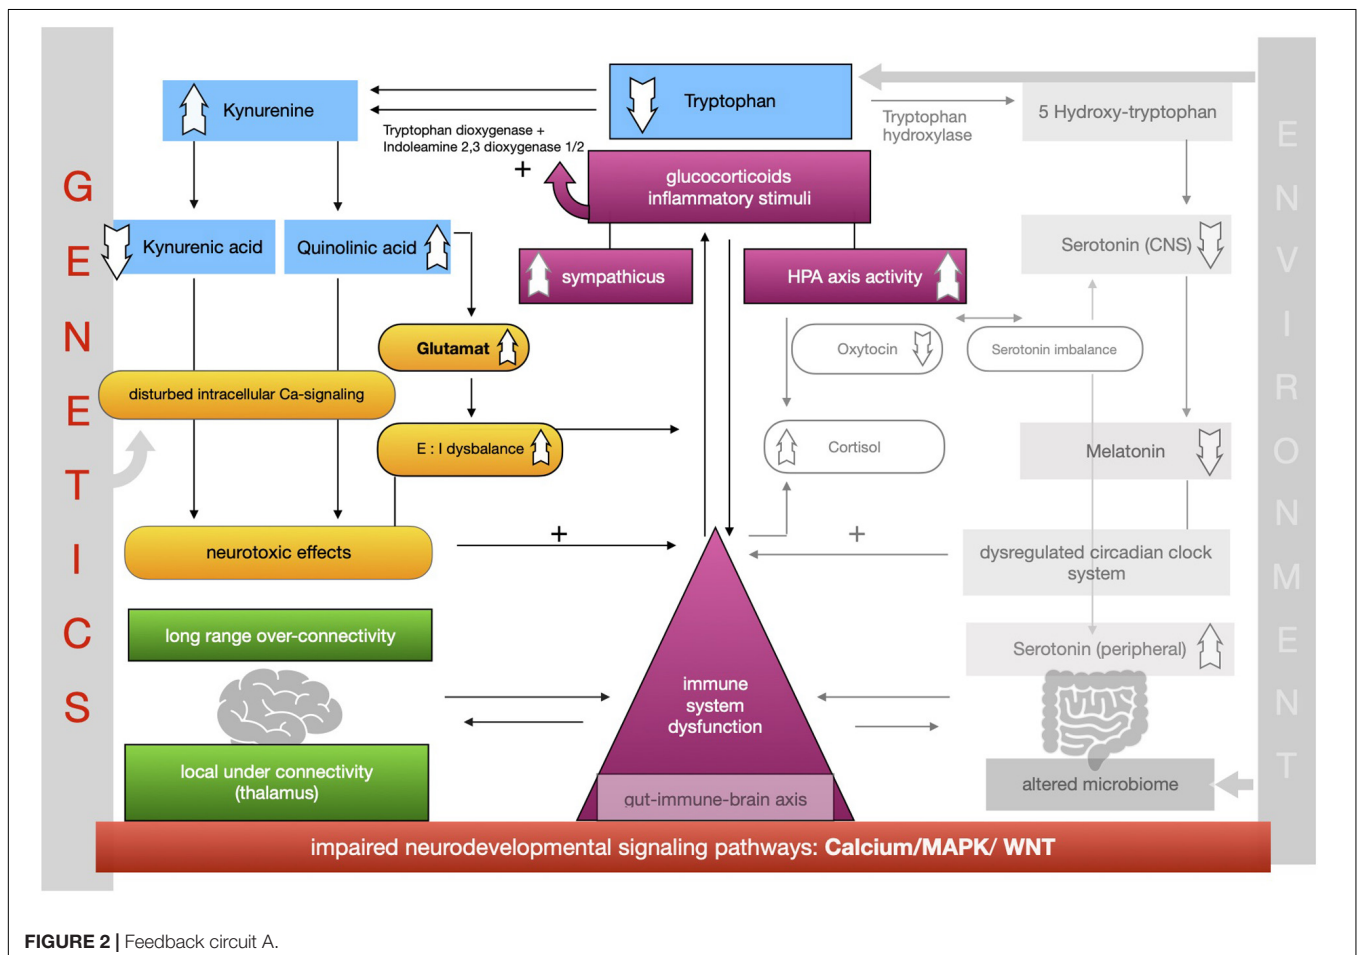 GENETICS
Kynurenine
Tryptophan
Tryptophan dioxygenase +
Indoleamine 2,3 dioxygenase 1/2
+
Tryptophan
hydroxylase
5 Hydroxy-tryptophan
ENVIRONMENT
glucocorticoids
inflammatory stimuli
Kynurenic acid
Quinolinic acid
sympathicus
HPA axis activity
Serotonin (CNS)
Glutamat
Oxytocin
Serotonin imbalance
disturbed intracellular Ca-signaling
E : I dysbalance
Cortisol
Melatonin
neurotoxic effects
+
+
dysregulated circadian clock
system
long range over-connectivity
Serotonin (peripheral)
immune
system
dysfunction
local under connectivity
(thalamus)
gut-immune-brain axis
altered microbiome
impaired neurodevelopmental signaling pathways: Calcium/MAPK/ WNT
FIGURE 2 | Feedback circuit A.